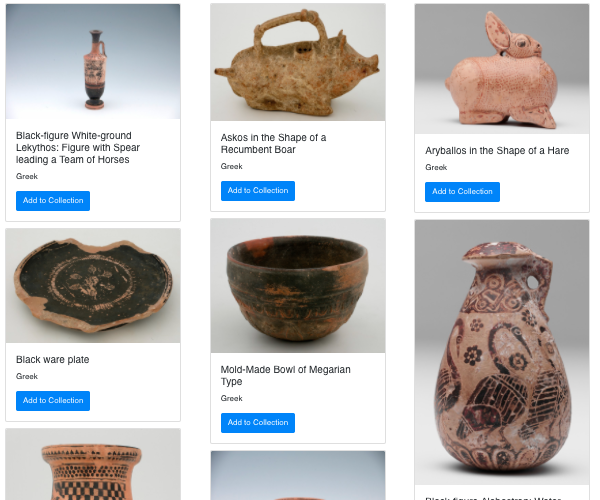 Black-figure White-ground
Lekythos: Figure with Spear
leading a Team of Horses
Greek
Add to Collection
Black ware plate
Greek
Add to Collection
Askos in the Shape of a
Recumbent Boar
Greek
Add to Collection
Mold-Made Bowl of Megarian
Type
Greek
Add to Collection
Aryballos in the Shape of a Hare
Greek
Add to Collection